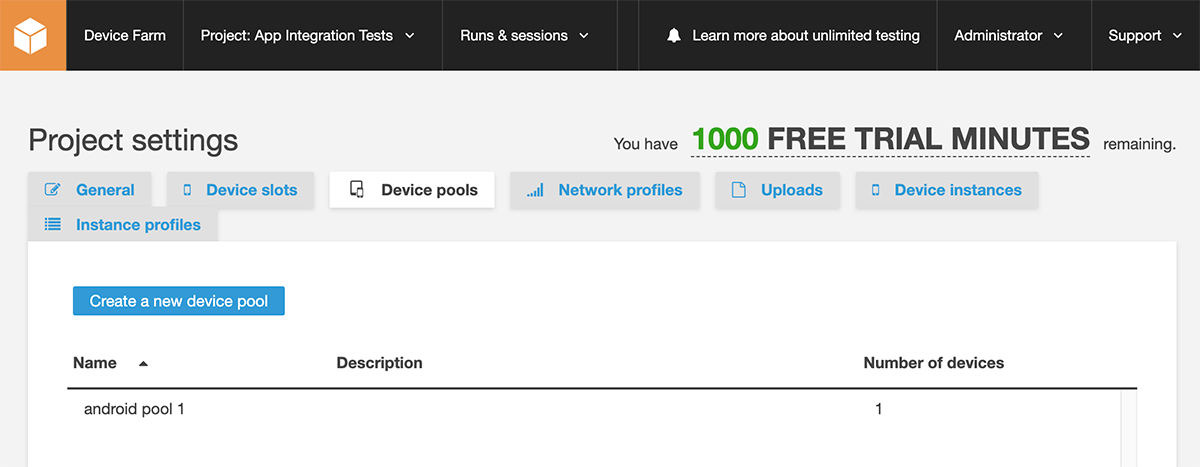 Device Farm Project: App Integration Tests Runs & sessions Learn more about unlimited testing Administrator Support
Project settings
You have 1000 FREE TRIAL MINUTES remaining.
General Device slots Device pools Network profiles Uploads Device instances
Instance profiles
Create a new device pool
Name Description Number of devices
android pool 1 1